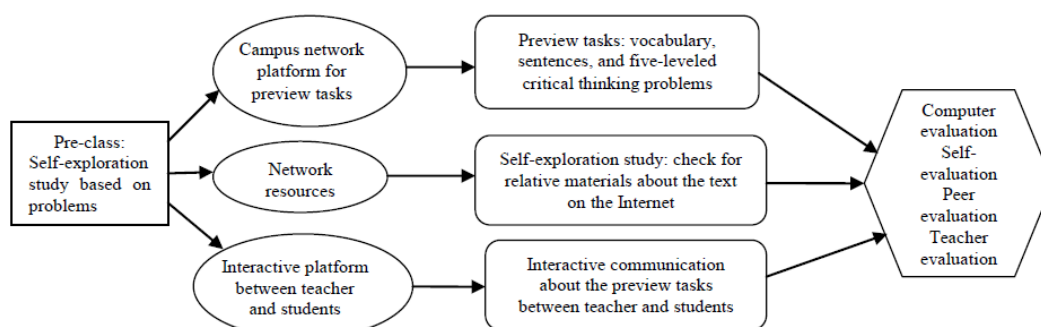 Pre-class:
Self-exploration
study based on
problems
Campus network
platform for
preview tasks
Preview tasks: vocabulary,
sentences, and five-leveled
critical thinking problems
Network
resources
Self-exploration study: check for
relative materials about the text
on the Internet
Interactive platform
between teacher
and students
Interactive communication
about the preview tasks
between teacher and students
Computer
evaluation
Self-
evaluation
Peer
evaluation
Teacher
evaluation